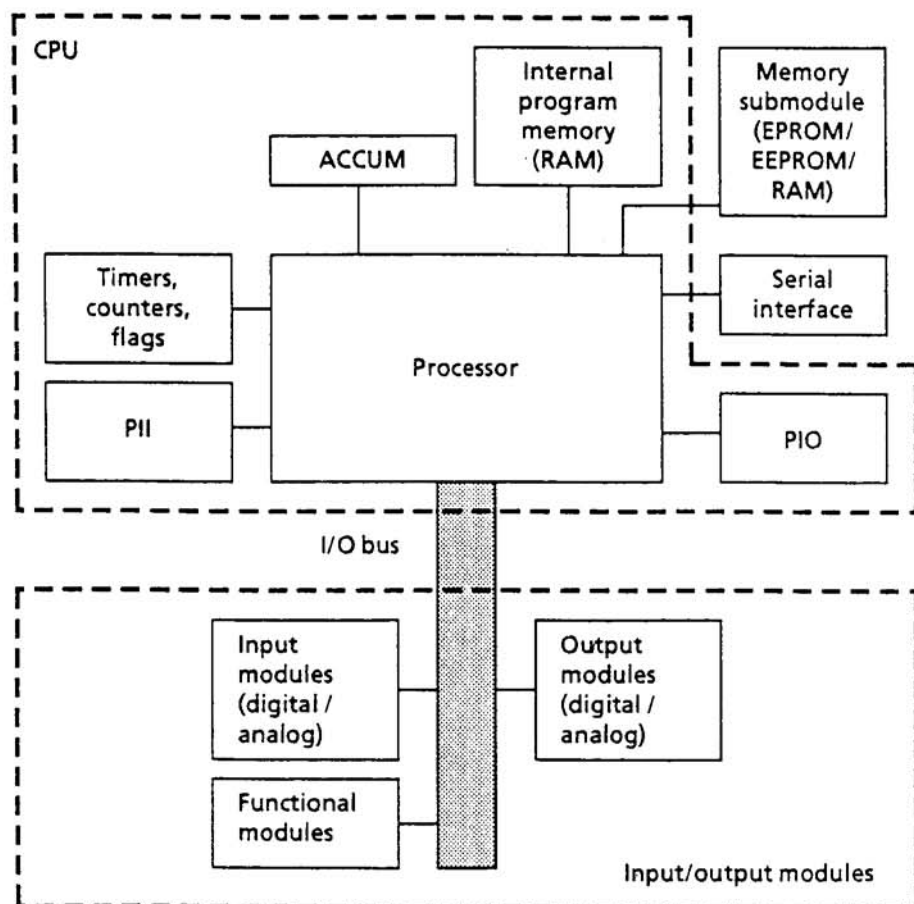 CPU
Internal
program
memory
(RAM)
Memory
submodule
(EPROM/
EEPROM/
RAM)
ACCUM
Timers,
counters,
flags
Processor
Serial
interface
PII
PIO
I/O bus
Input
modules
(digital /
analog)
Output
modules
(digital /
analog)
Functional
modules
Input/output modules